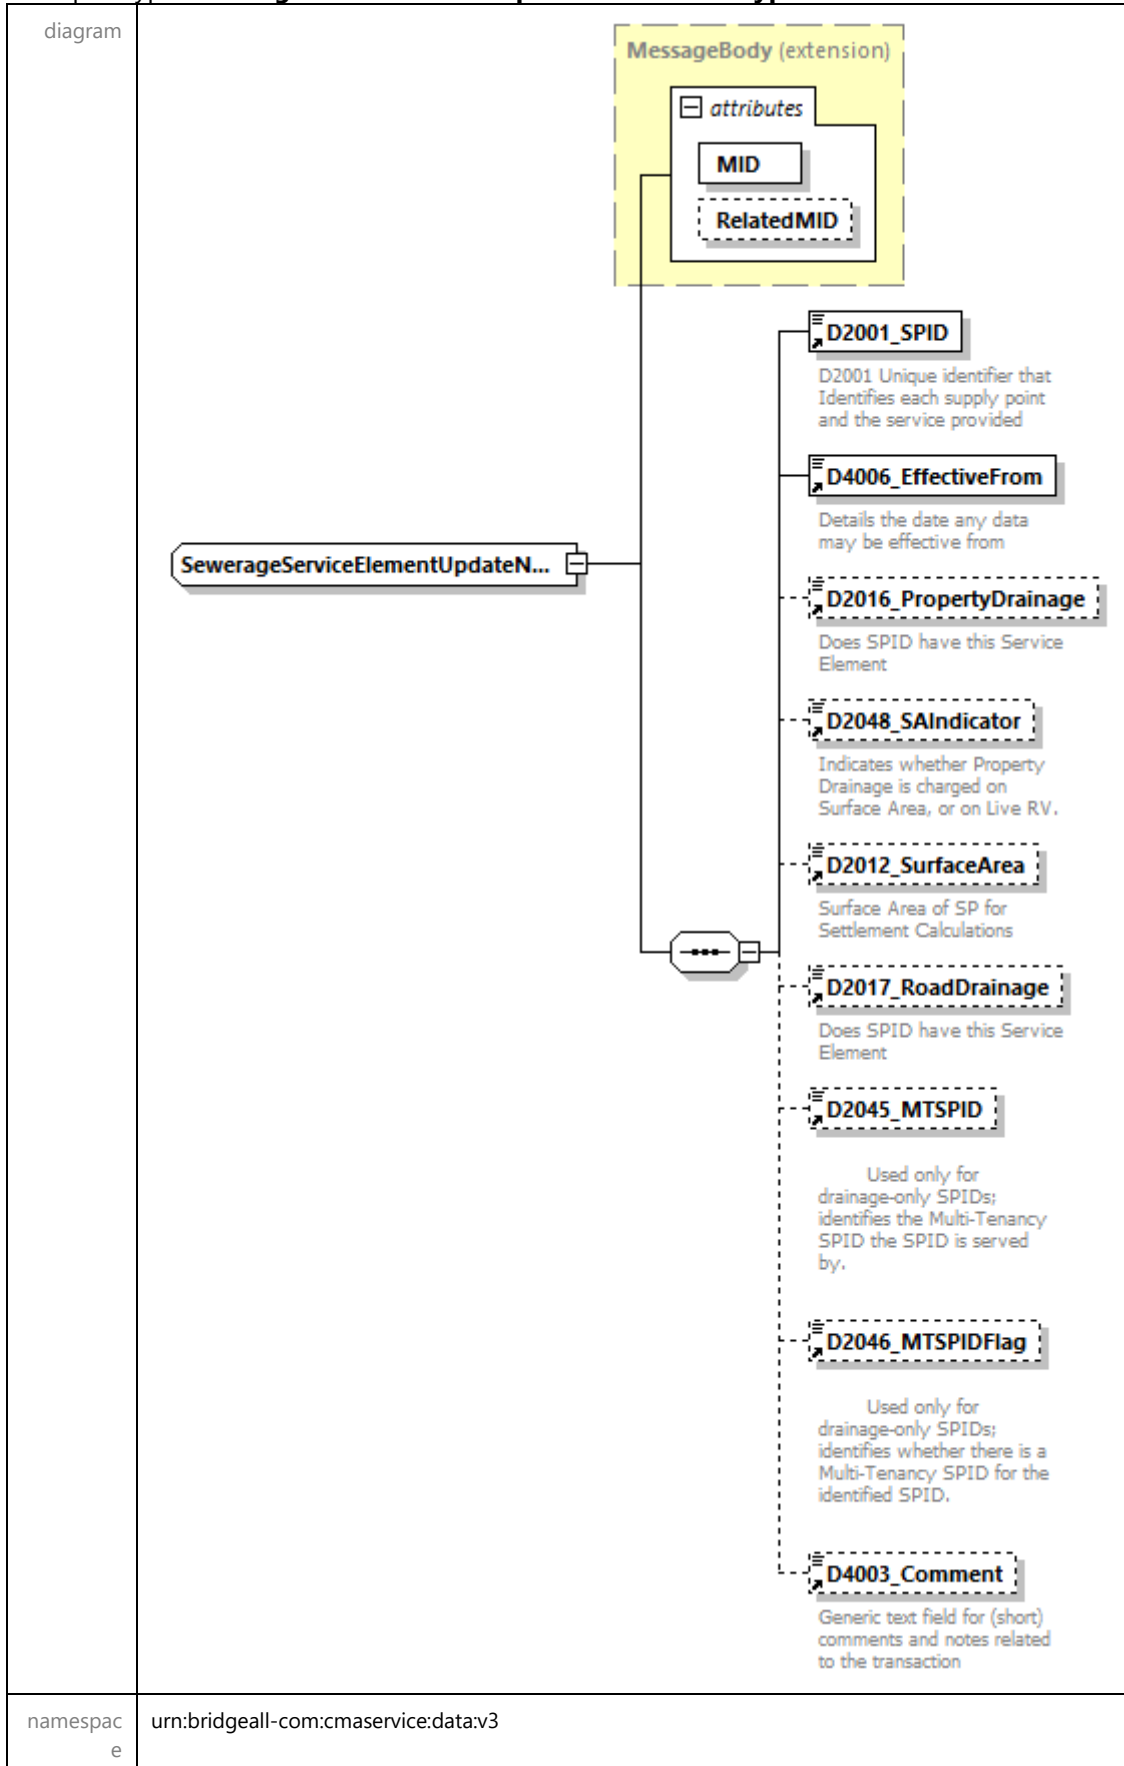 diagram
MessageBody (extension)
attributes
MID
RelatedMID
D2001_SPID
D2001 Unique identifier that
Identifies each supply point
and the service provided
D4006_EffectiveFrom
Details the date any data
may be effective from
SewerageServiceElementUpdateN...
D2016_PropertyDrainage
Does SPID have this Service
Element
D2048_SAIndicator
Indicates whether Property
Drainage is charged on
Surface Area, or on Live RV.
D2012_SurfaceArea
Surface Area of SP for
Settlement Calculations
D2017_RoadDrainage
Does SPID have this Service
Element
D2045_MTSPID
Used only for
drainage-only SPIDs;
identifies the Multi-Tenancy
SPID the SPID is served
by.
D2046_MTSPIDFlag
Used only for
drainage-only SPIDs;
identifies whether there is a
Multi-Tenancy SPID for the
identified SPID.
D4003_Comment
Generic text field for (short)
comments and notes related
to the transaction
namespac
e
urn:bridgeall-com:cmaservice:data:v3